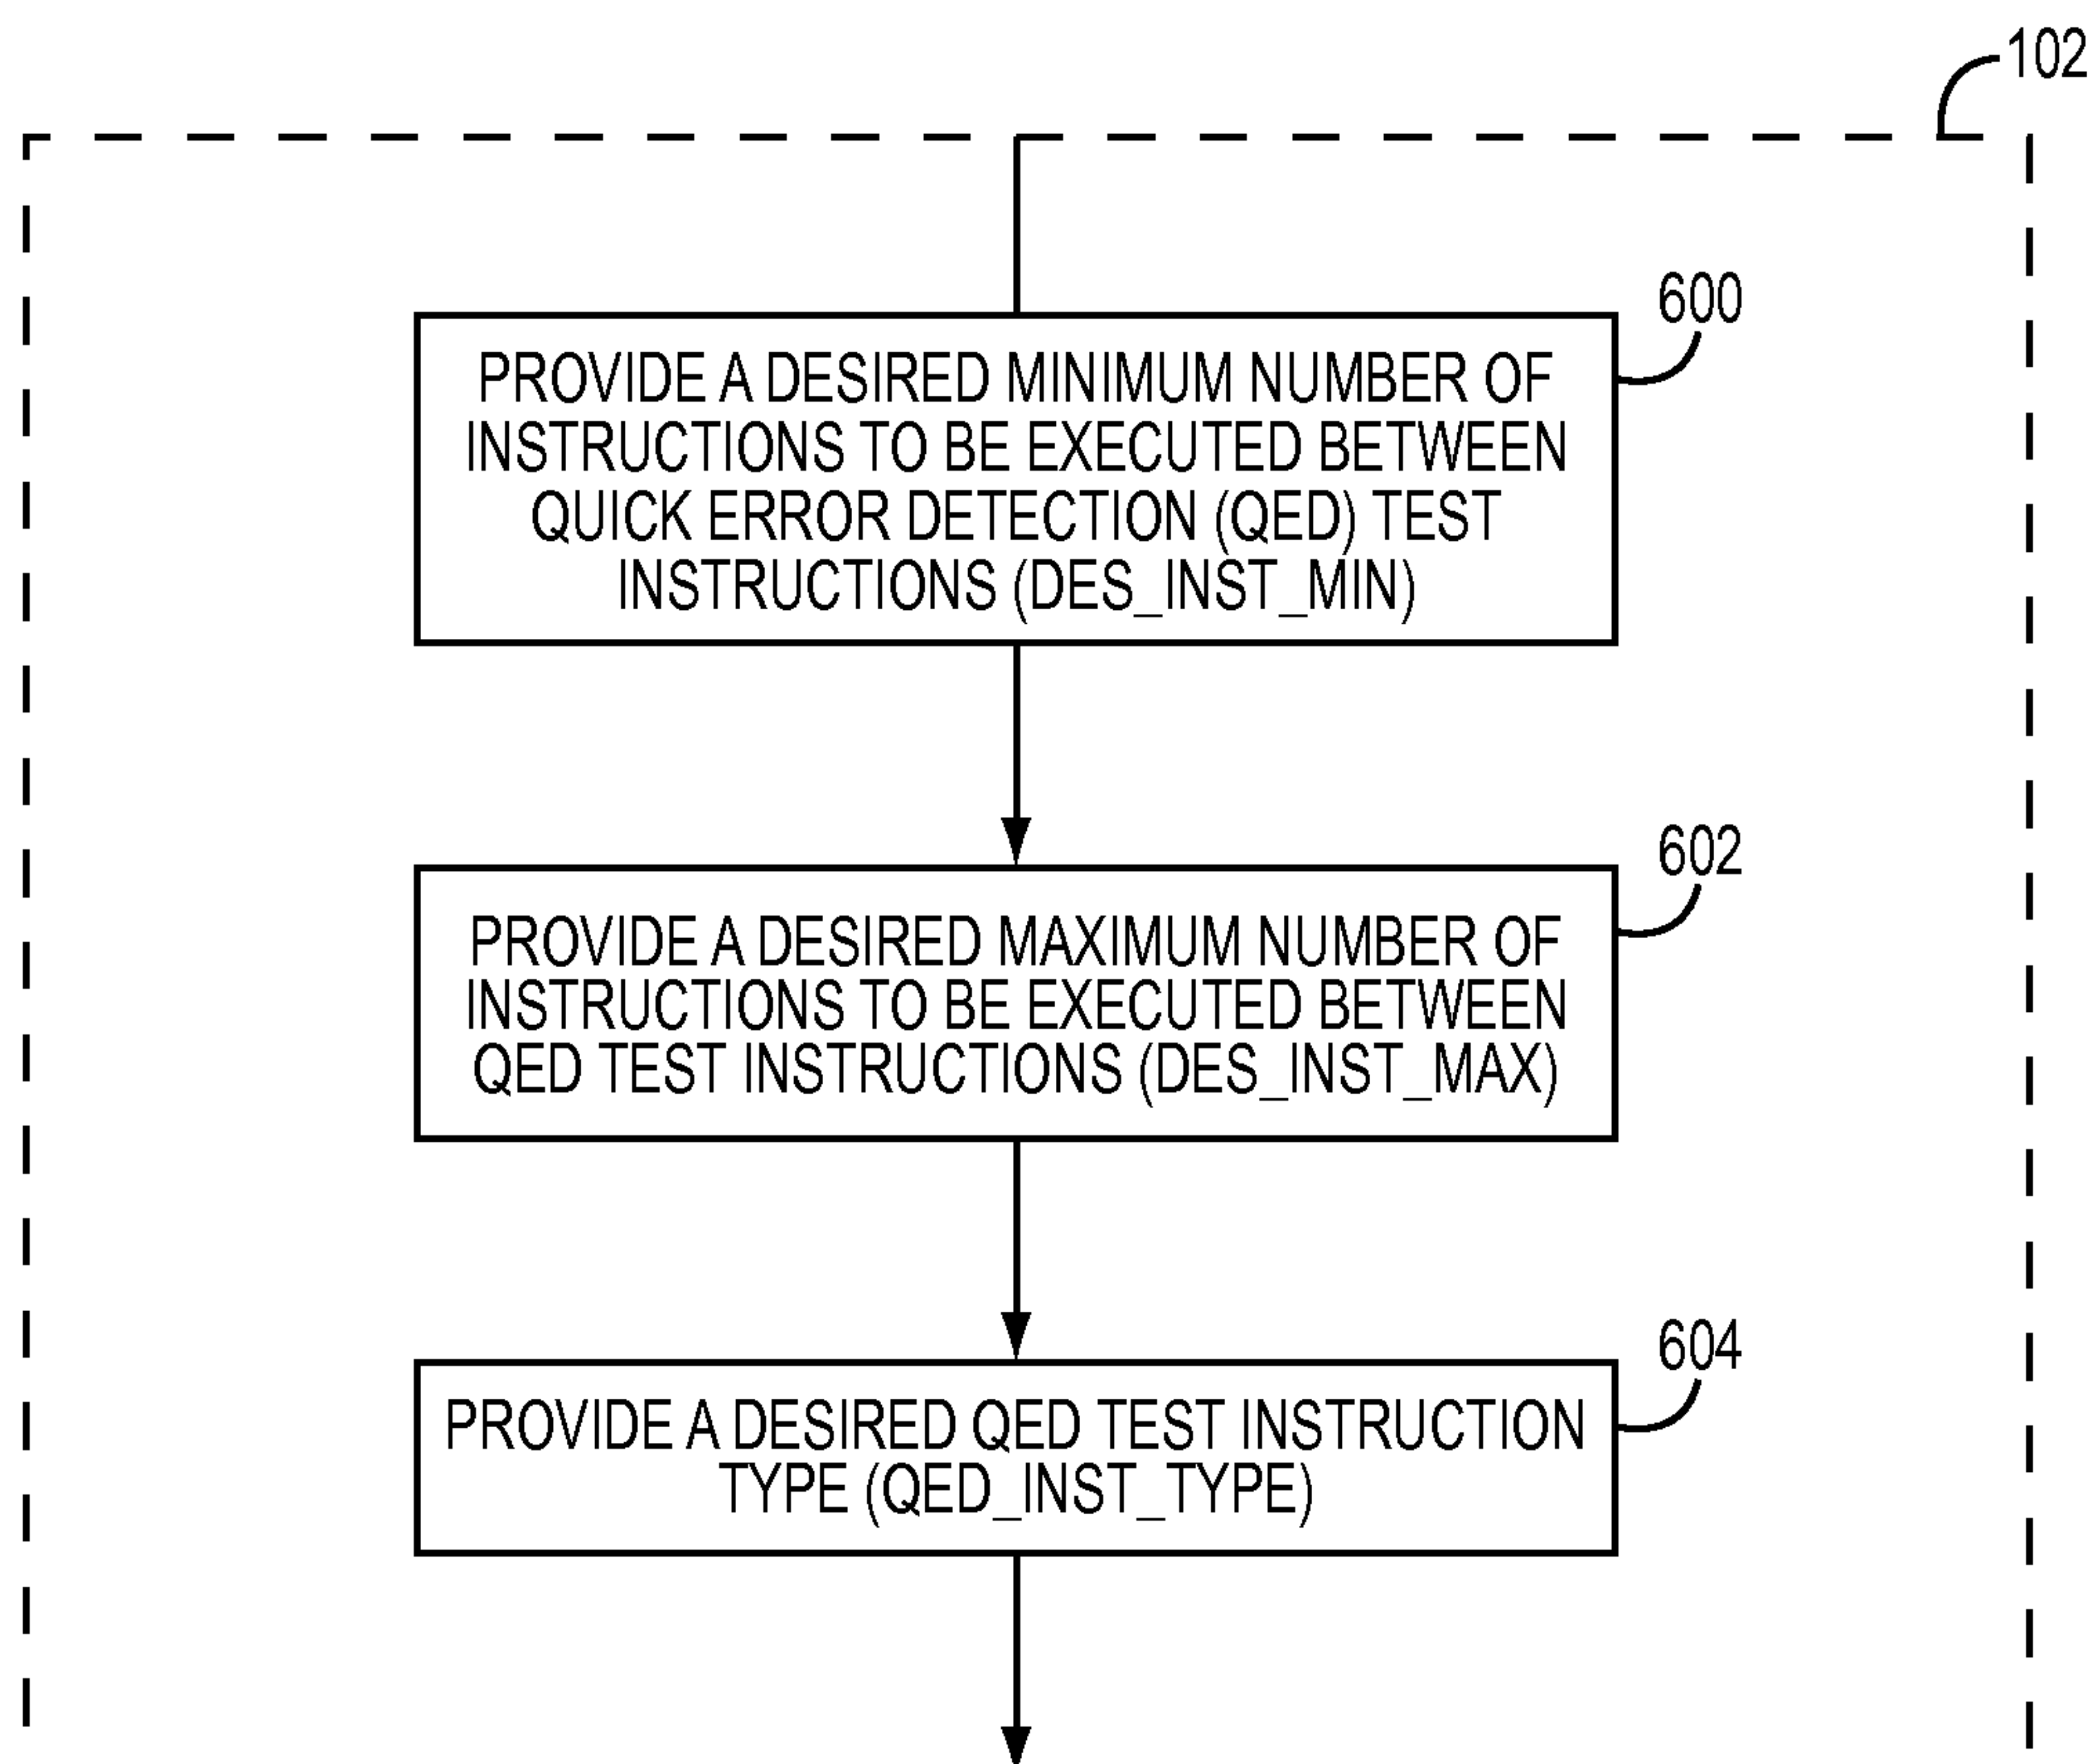 102
600
PROVIDE A DESIRED MINIMUM NUMBER OF
INSTRUCTIONS TO BE EXECUTED BETWEEN
QUICK ERROR DETECTION (QED) TEST
INSTRUCTIONS (DES_INST_MIN)
602
PROVIDE A DESIRED MAXIMUM NUMBER OF
INSTRUCTIONS TO BE EXECUTED BETWEEN
QED TEST INSTRUCTIONS (DES_INST_MAX)
604
PROVIDE A DESIRED QED TEST INSTRUCTION
TYPE (QED_INST_TYPE)